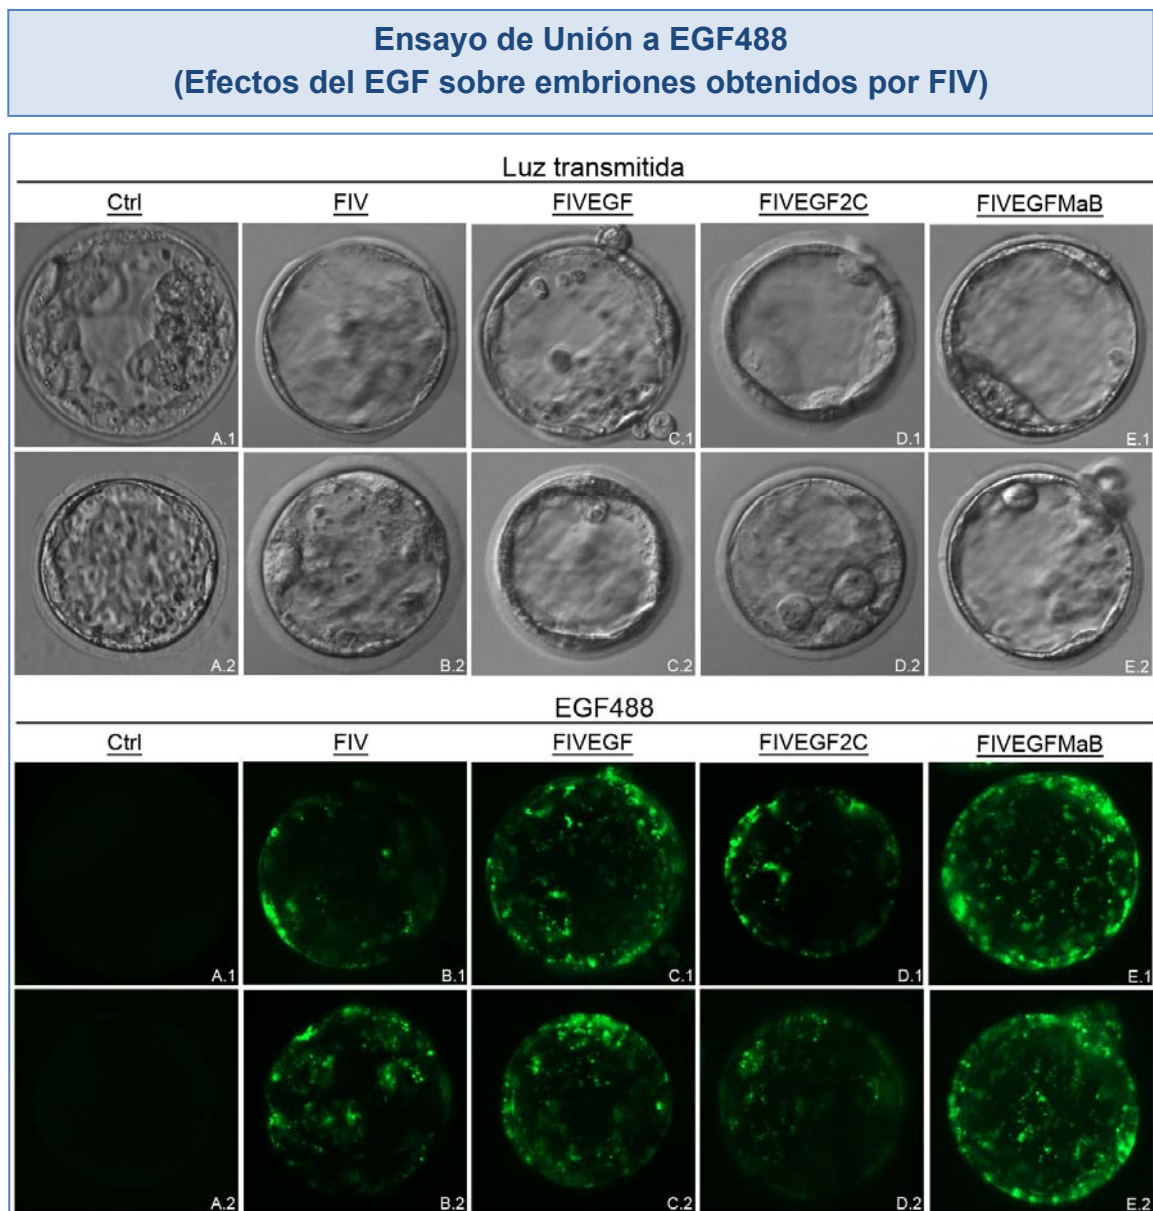 Ensayo de Unión a EGF488
(Efectos del EGF sobre embriones obtenidos por FIV)
Luz transmitida
Ctrl FIV FIVEGF FIVEGF2C FIVEGFMaB
A.1 C.1 D.1 E.1
A.2 B.2 C.2 D.2 E.2
EGF488
Ctrl FIV FIVEGF FIVEGF2C FIVEGFMaB
A.1 B.1 C.1 D.1 E.1
A.2 B.2 C.2 D.2 E.2